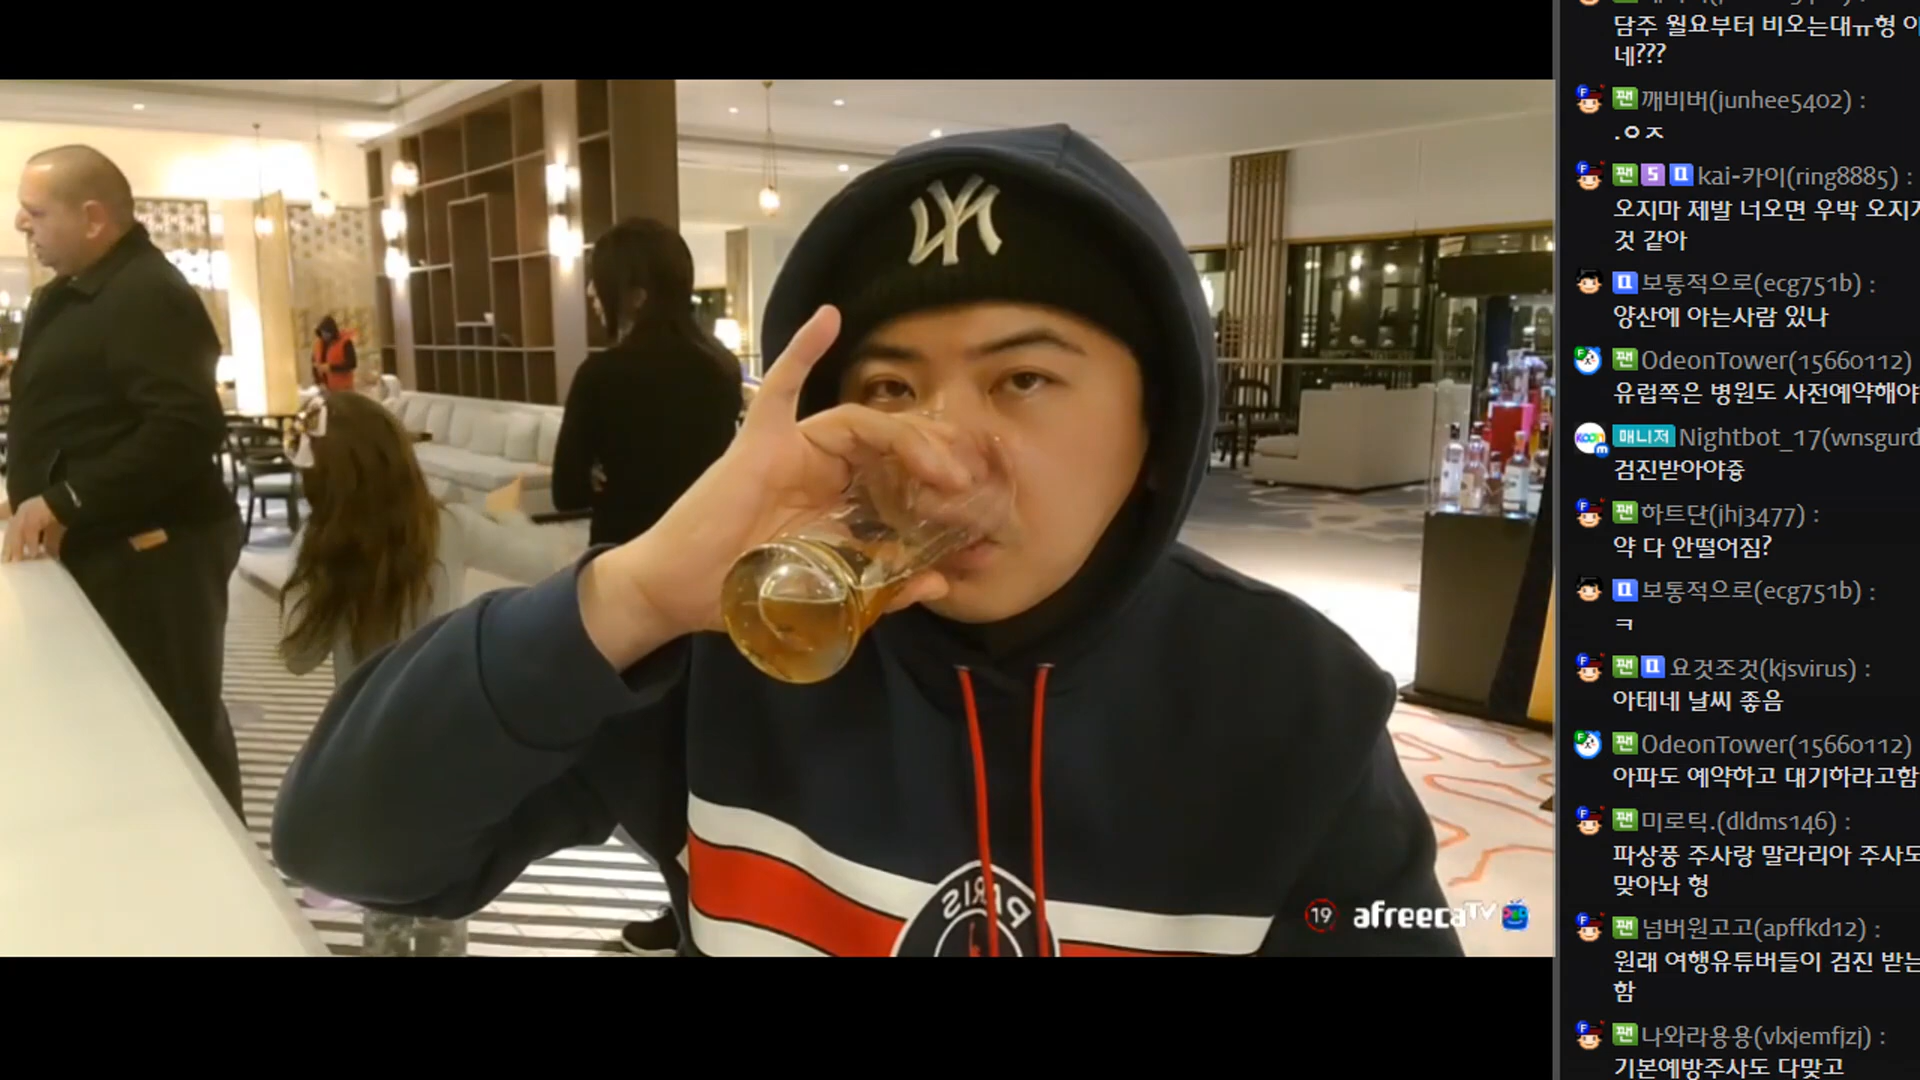 담주 월요부터 비오는대ㅠ형 이
네???
팬 깨비버(junhee5402) :
.ㅇㅈ
팬 S kai-카이(ring8885) :
오지마 제발 너오면 우박 오지
것 같아
보통적으로(ecg751b) :
양산에 아는사람 있나
팬 OdeonTower(15660112)
유럽쪽은 병원도 사전예약해야
매니저 Nightbot_17(wnsgurd
검진받아야쥼
팬 하트단(jhj3477) :
약 다 안떨어짐?
보통적으로(ecg751b) :
ㅋ
팬 요것조것(kjsvirus) :
아테네 날씨 좋음
팬 OdeonTower(15660112)
아파도 예약하고 대기하라고함
팬 미로틱.(dldms146) :
파상풍 주사랑 말라리아 주사도
맞아놔 형
팬 넘버원고고(apffkd12) :
원래 여행유튜버들이 검진 받는
함
팬 나와라용용(vlxjemfjzj) :
기본예방주사도 다맞고
NY
PARIS
19 afreecaTV